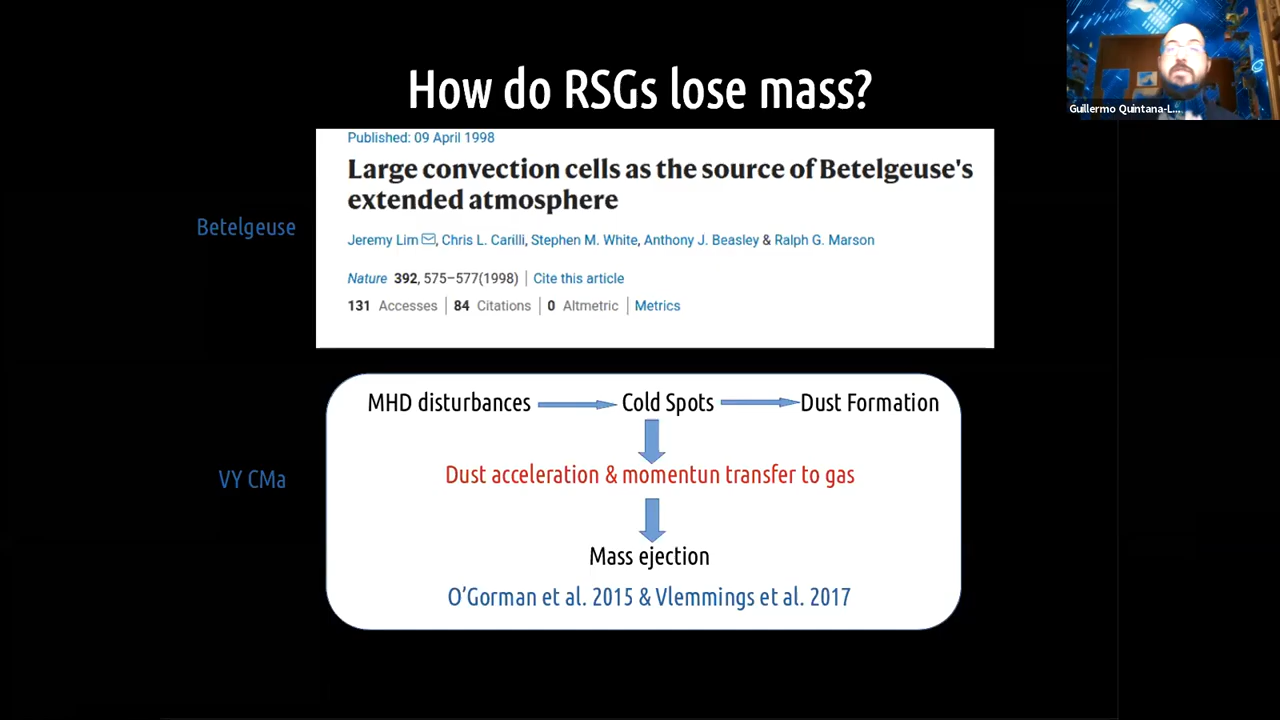 How do RSGs lose mass?
Guillermo Quintana-L...
Published: 09 April 1998
Large convection cells as the source of Betelgeuse's
extended atmosphere
Betelgeuse
Jeremy Lim, Chris L. Carilli, Stephen M. White, Anthony J. Beasley & Ralph G. Marson
Nature 392, 575–577(1998) | Cite this article
131 Accesses | 84 Citations | 0 Altmetric | Metrics
MHD disturbances Cold Spots Dust Formation
VY CMa
Dust acceleration & momentun transfer to gas
Mass ejection
O’Gorman et al. 2015 & Vlemmings et al. 2017